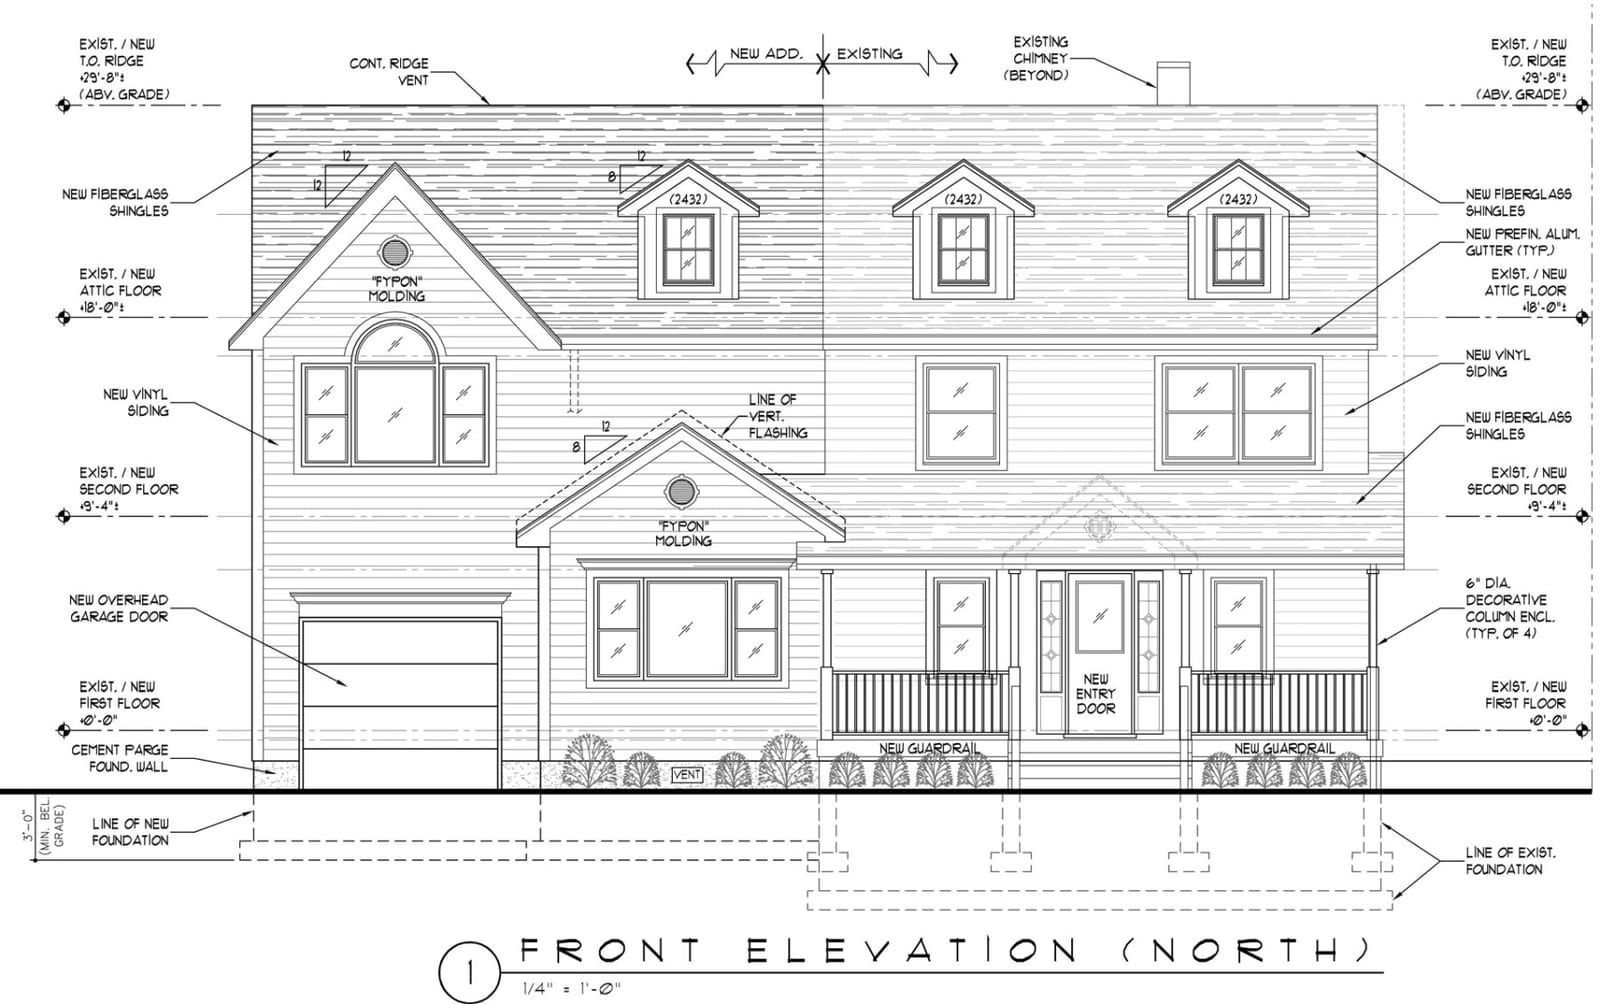 EXIST. / NEW
T.O. RIDGE
+29'-8"±
(ABV. GRADE)
CONT. RIDGE
VENT
NEW ADD.
EXISTING
EXISTING
CHIMNEY
(BEYOND)
EXIST. / NEW
T.O. RIDGE
+29'-8"±
(ABV. GRADE)
12
12
12
8
(2432)
(2432)
(2432)
NEW FIBERGLASS
SHINGLES
NEW FIBERGLASS
SHINGLES
NEW PREFIN. ALUM.
GUTTER (TYP.)
EXIST. / NEW
ATTIC FLOOR
+18'-0"±
"FYPON"
MOLDING
EXIST. / NEW
ATTIC FLOOR
+18'-0"±
NEW VINYL
SIDING
NEW VINYL
SIDING
LINE OF
VERT.
FLASHING
12
8
NEW FIBERGLASS
SHINGLES
EXIST. / NEW
SECOND FLOOR
+9'-4"±
EXIST. / NEW
SECOND FLOOR
+9'-4"±
"FYPON"
MOLDING
NEW OVERHEAD
GARAGE DOOR
6" DIA.
DECORATIVE
COLUMN ENCL.
(TYP. OF 4)
EXIST. / NEW
FIRST FLOOR
+0'-0"
NEW
ENTRY
DOOR
EXIST. / NEW
FIRST FLOOR
+0'-0"
CEMENT PARGE
FOUND. WALL
NEW GUARDRAIL
NEW GUARDRAIL
VENT
3'-0"
(MIN. BEL.
GRADE)
LINE OF NEW
FOUNDATION
LINE OF EXIST.
FOUNDATION
1
FRONT ELEVATION (NORTH)
1/4" = 1'-0"